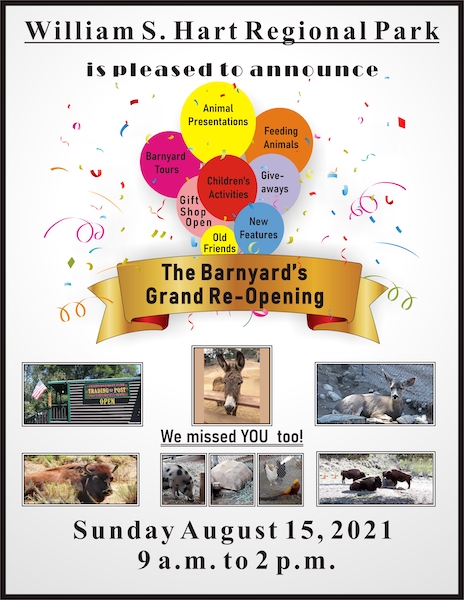 William S. Hart Regional Park
is pleased to announce
Animal
Presentations
Feeding
Animals
Barnyard
Tours
Children's
Activities
Give-
aways
Gift
Shop
Open
New
Features
Old
Friends
The Barnyard's
Grand Re-Opening
TRADING POST
OPEN
We missed YOU too!
Sunday August 15, 2021
9 a.m. to 2 p.m.